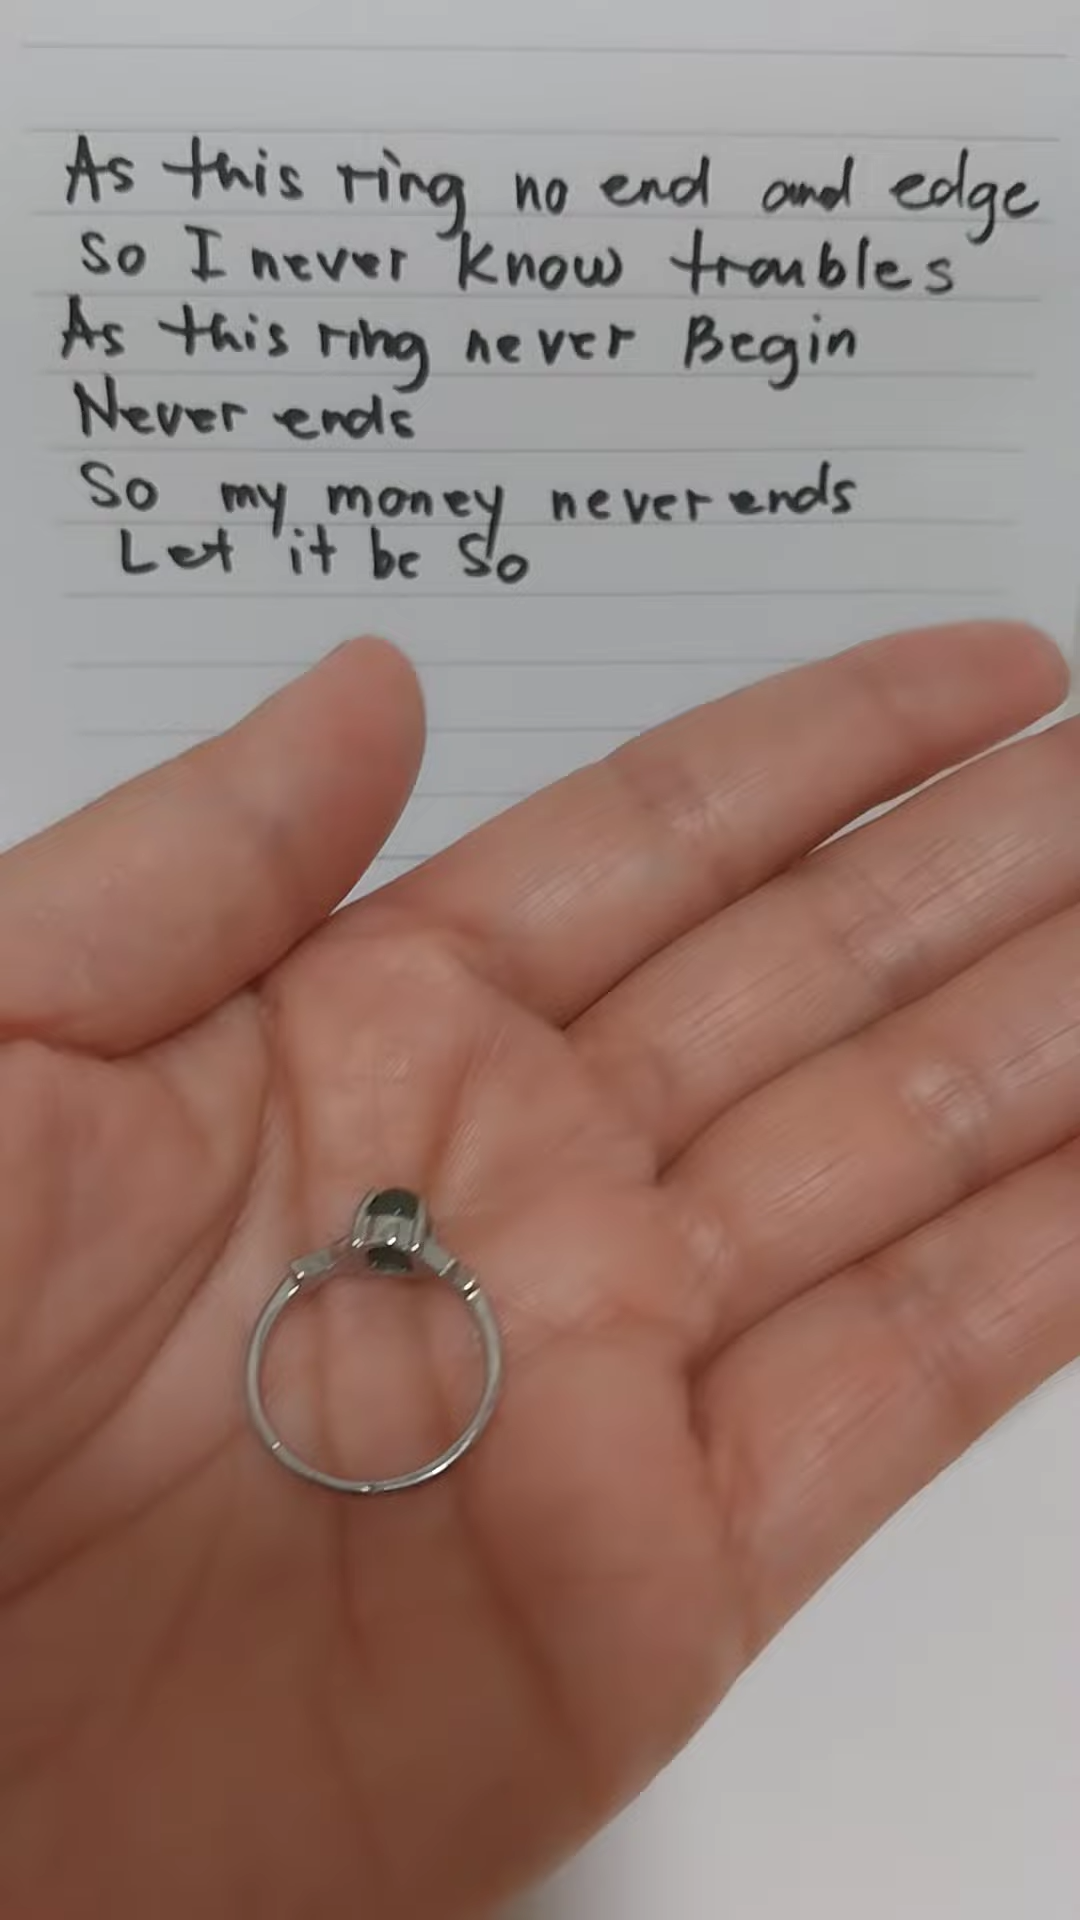 As this ring no end and edge
so I never know troubles
As this ring never Begin
Never ends
So my money never ends
Let it be So